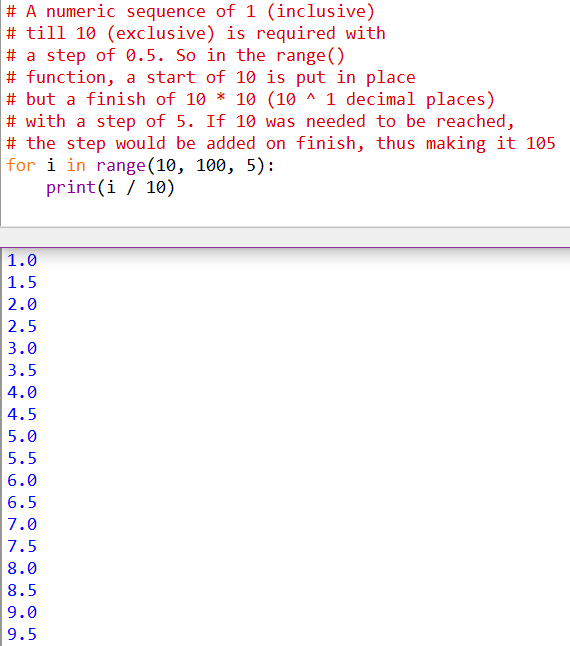 # A numeric sequence of 1 (inclusive)
# till 10 (exclusive) is required with
# a step of 0.5. So in the range()
# function, a start of 10 is put in place
# but a finish of 10 * 10 (10 ^ 1 decimal places)
# with a step of 5. If 10 was needed to be reached,
# the step would be added on finish, thus making it 105
for i in range(10, 100, 5):
    print(i / 10)
1.0
1.5
2.0
2.5
3.0
3.5
4.0
4.5
5.0
5.5
6.0
6.5
7.0
7.5
8.0
8.5
9.0
9.5